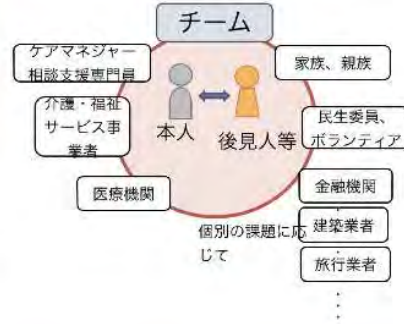 チーム
ケアマネジャー
相談支援専門員
家族、親族
介護・福祉
サービス事
業者
本人
後見人等
民生委員、
ボランティア
医療機関
金融機関
個別の課題に応
じて
建築業者
旅行業者